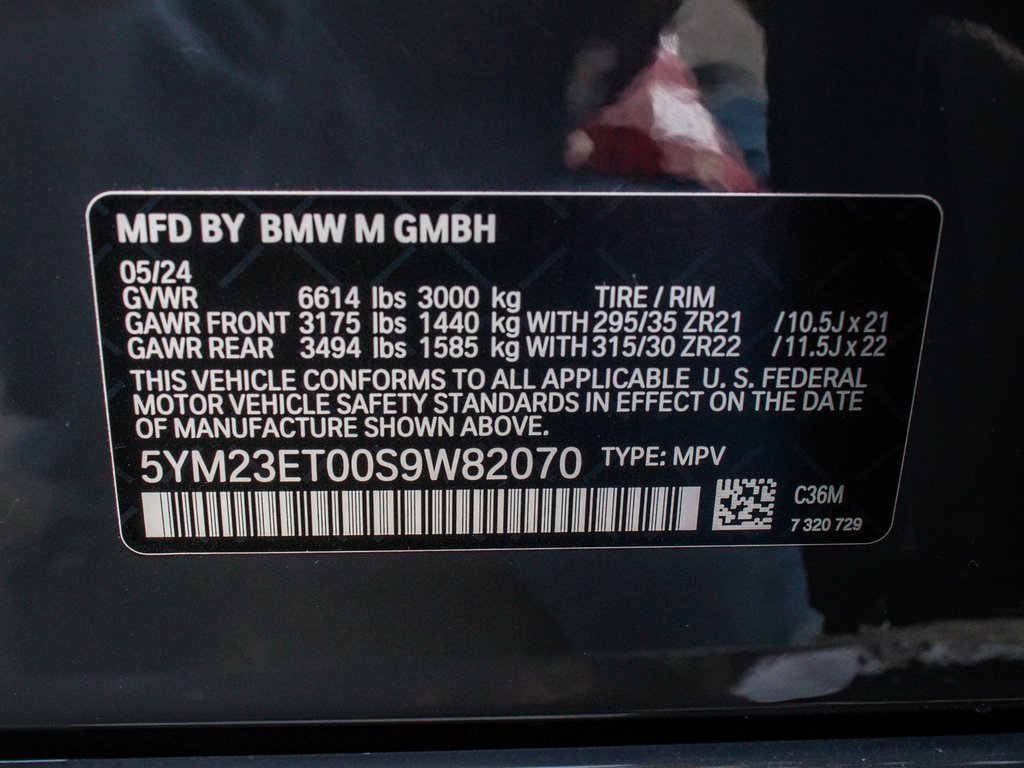 MFD BY BMW M GMBH
05/24
GVWR 6614 lbs 3000 kg TIRE / RIM
GAWR FRONT 3175 lbs 1440 kg WITH 295/35 ZR21 /10.5J x 21
GAWR REAR 3494 lbs 1585 kg WITH 315/30 ZR22 /11.5J x 22
THIS VEHICLE CONFORMS TO ALL APPLICABLE U. S. FEDERAL
MOTOR VEHICLE SAFETY STANDARDS IN EFFECT ON THE DATE
OF MANUFACTURE SHOWN ABOVE.
5YM23ET00S9W82070 TYPE: MPV
C36M
7 320 729